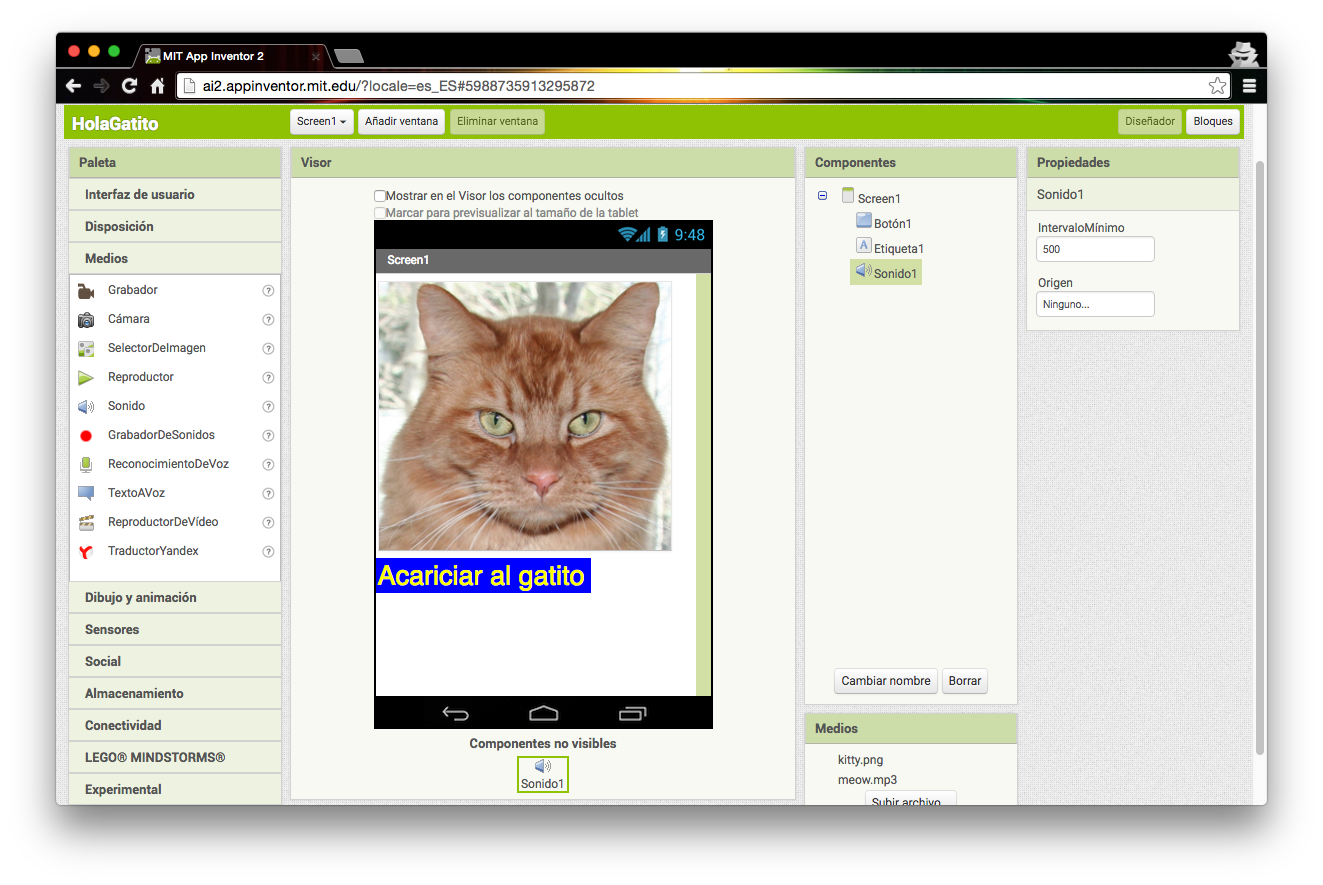 MIT App Inventor 2
ai2.appinventor.mit.edu/?locale=es_ES#5988735913295872
HolaGatito
Screen1
Añadir ventana
Eliminar ventana
Diseñador
Bloques
Paleta
Interfaz de usuario
Disposición
Medios
Grabador ?
Cámara ?
SelectorDeImagen ?
Reproductor ?
Sonido ?
GrabadorDeSonidos ?
ReconocimientoDeVoz ?
TextoAVoz ?
ReproductorDeVídeo ?
TraductorYandex ?
Dibujo y animación
Sensores
Social
Almacenamiento
Conectividad
LEGO® MINDSTORMS®
Experimental
Visor
Mostrar en el Visor los componentes ocultos
Marcar para previsualizar al tamaño de la tablet
9:48
Screen1
Acariciar al gatito
Componentes no visibles
Sonido1
Componentes
Screen1
Botón1
A Etiqueta1
Sonido1
Cambiar nombre
Borrar
Medios
kitty.png
meow.mp3
Subir archivo...
Propiedades
Sonido1
IntervaloMínimo
500
Origen
Ninguno...